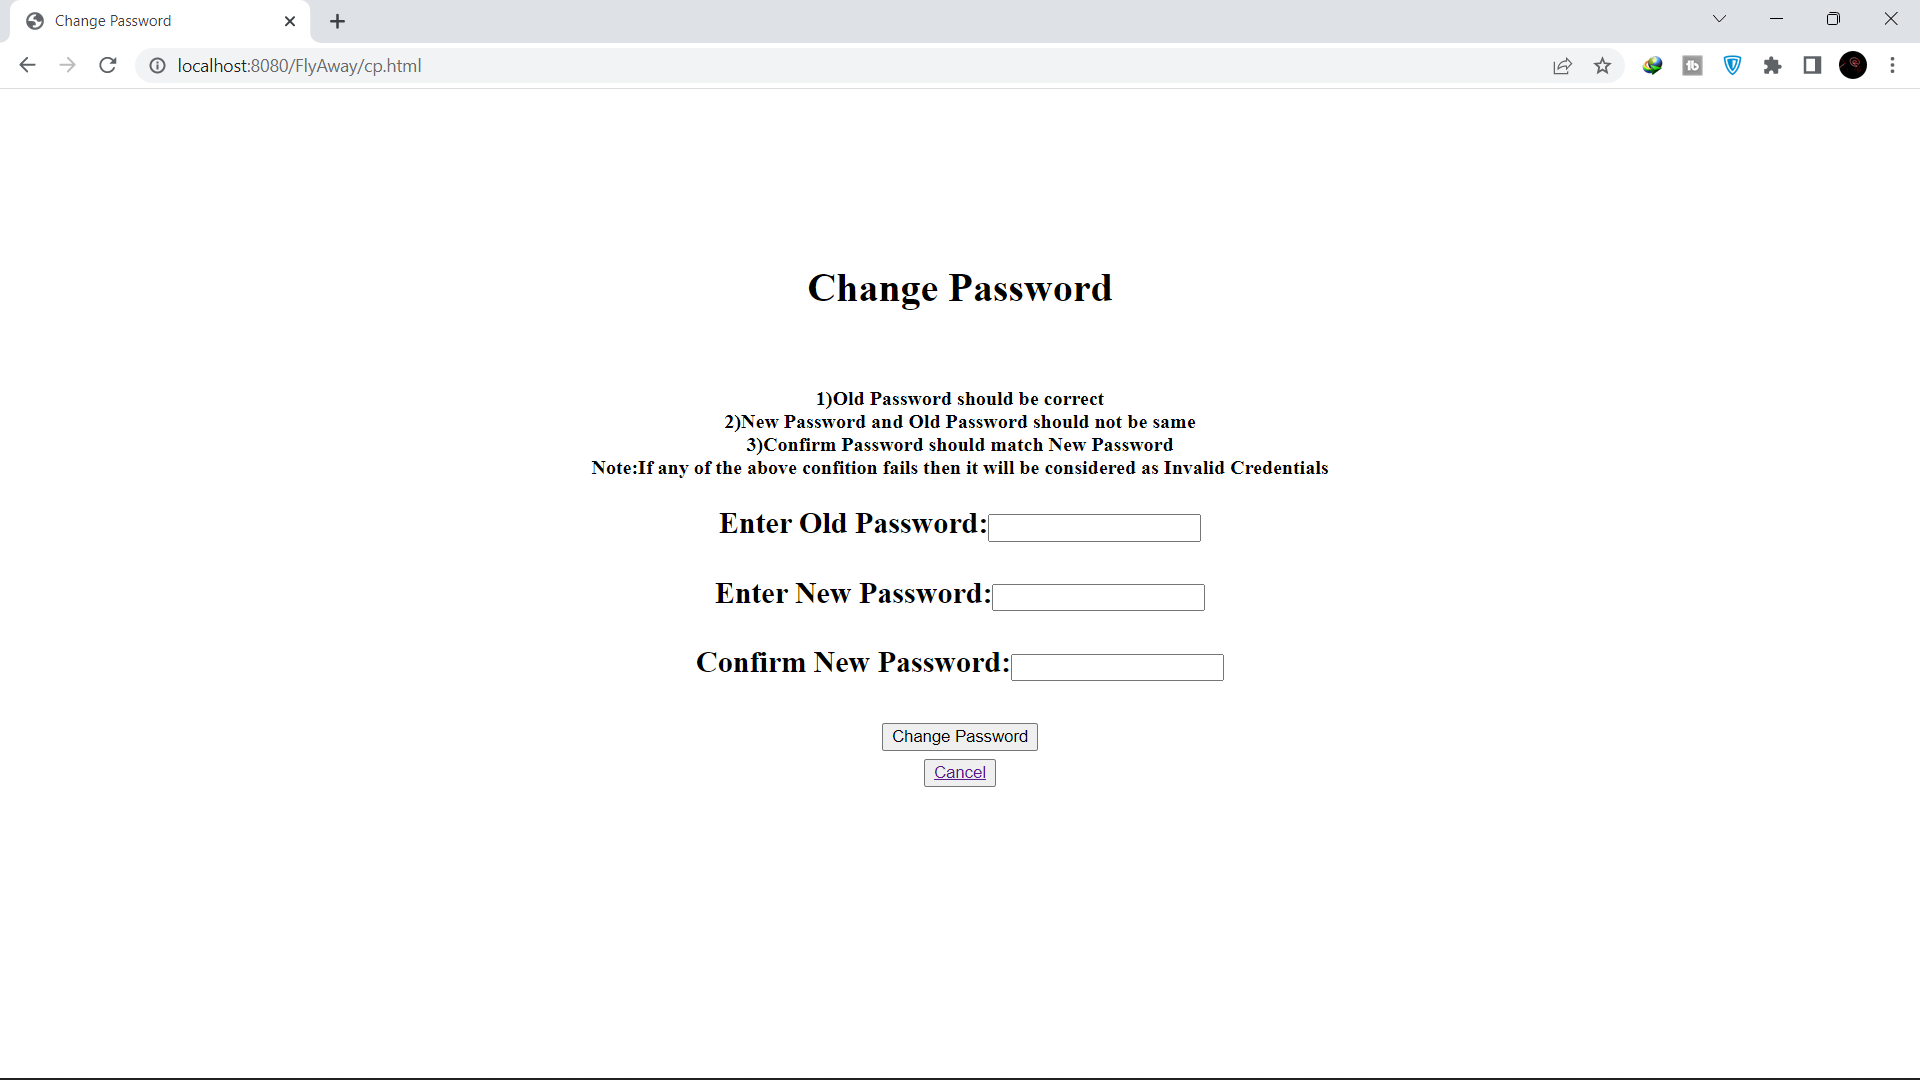 Change Password
localhost:8080/FlyAway/cp.html
Change Password
1)Old Password should be correct
2)New Password and Old Password should not be same
3)Confirm Password should match New Password
Note:If any of the above confition fails then it will be considered as Invalid Credentials
Enter Old Password:
Enter New Password:
Confirm New Password:
Change Password
Cancel